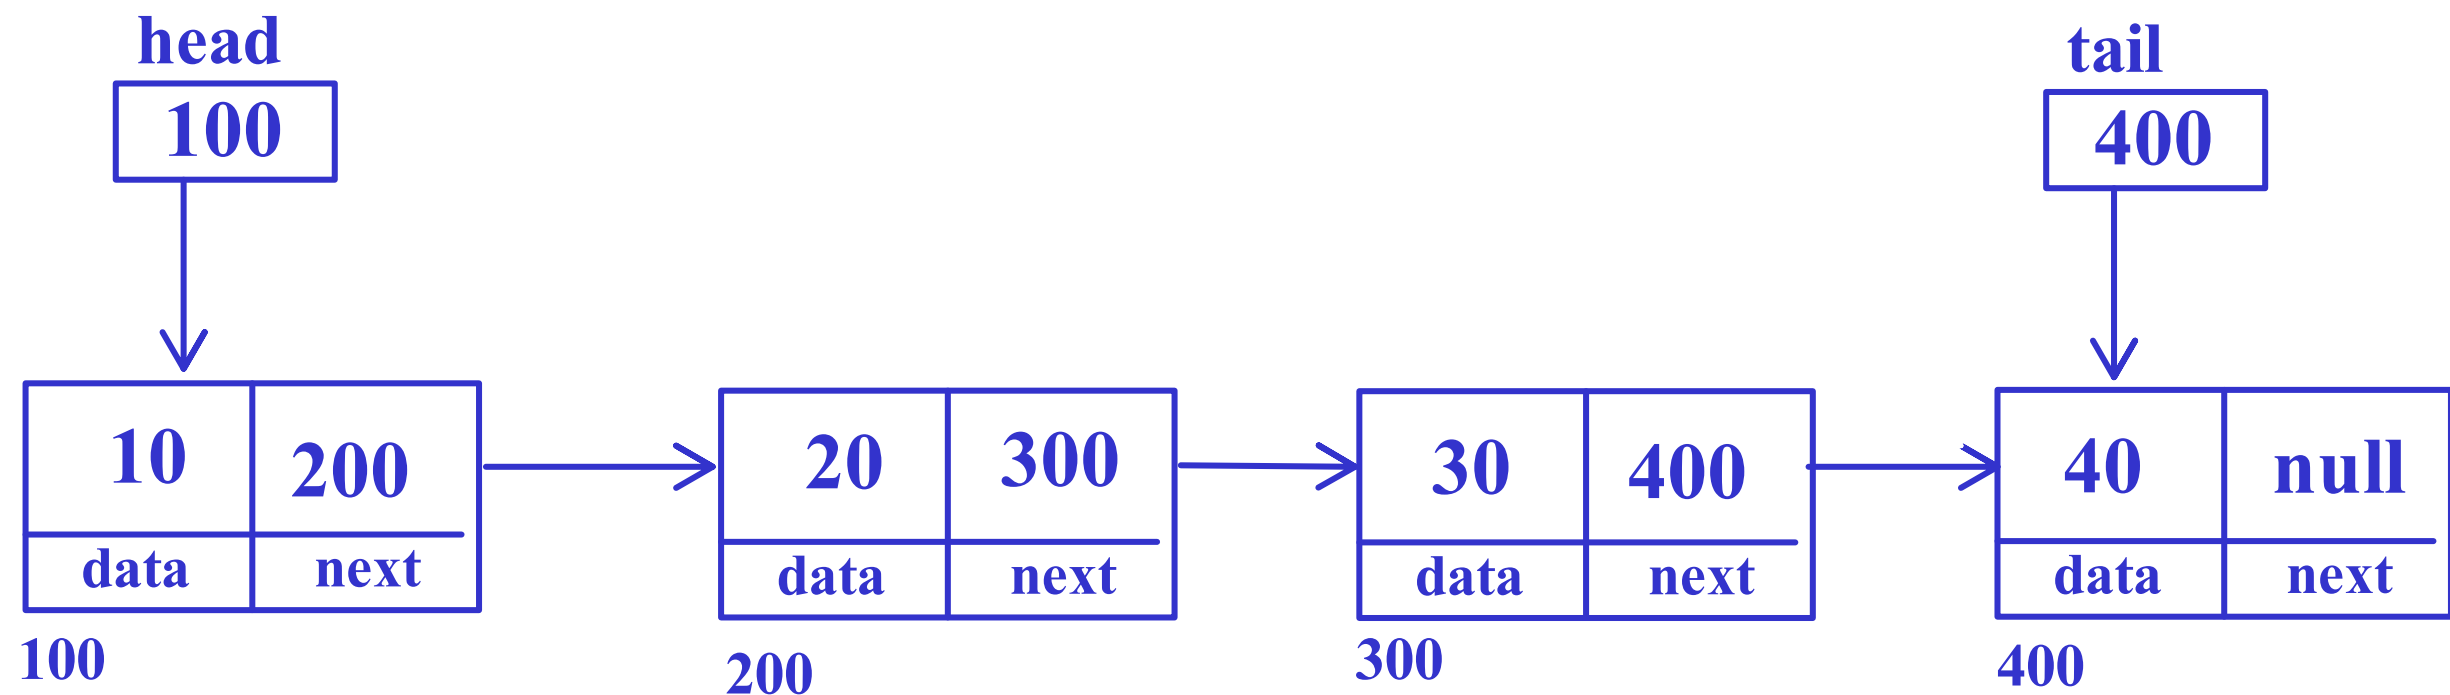 head
tail
100
400
10 200
20 300
30 400
40 null
data next
data next
data next
data next
100
200
300
400